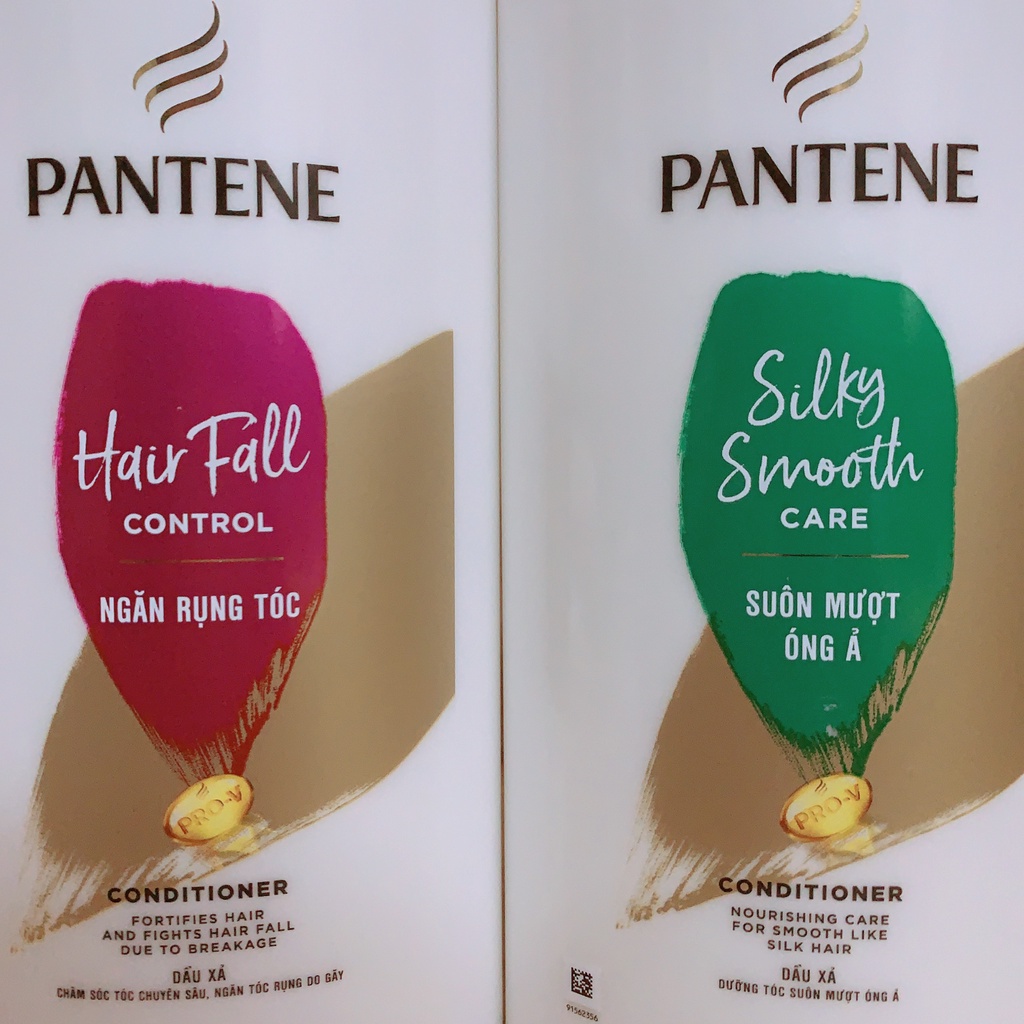 PANTENE
Hair Fall
CONTROL
NGĂN RỤNG TÓC
PRO-V
CONDITIONER
FORTIFIES HAIR
AND FIGHTS HAIR FALL
DUE TO BREAKAGE
DẦU XẢ
CHĂM SÓC TÓC CHUYÊN SÂU, NGĂN TÓC RỤNG DO GÃY
PANTENE
Silky
Smooth
CARE
SUÔN MƯỢT
ÓNG Ả
PRO-V
CONDITIONER
NOURISHING CARE
FOR SMOOTH LIKE
SILK HAIR
DẦU XẢ
DƯỠNG TÓC SUÔN MƯỢT ÓNG Ả
91562356